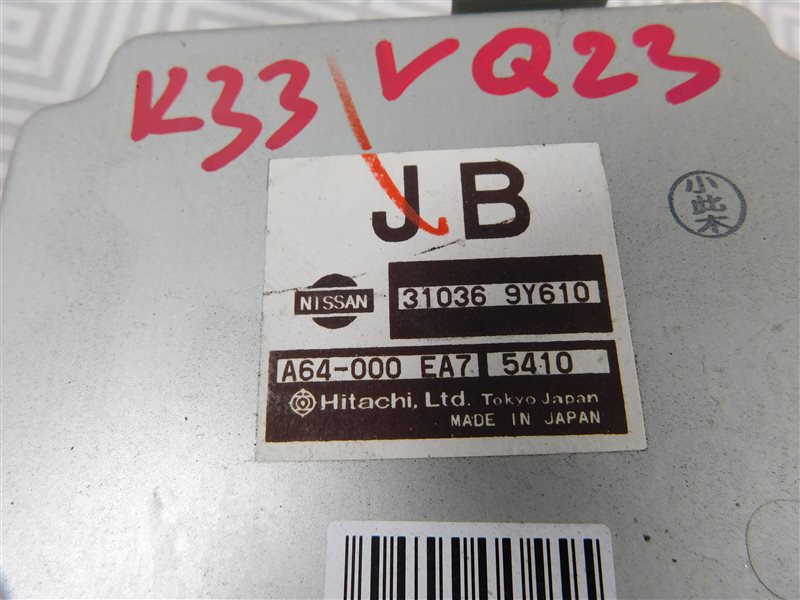 K33 VQ23
J B
小此木
NISSAN 31036 9Y610
A64-000 EA7 5410
Hitachi, Ltd. Tokyo Japan
MADE IN JAPAN